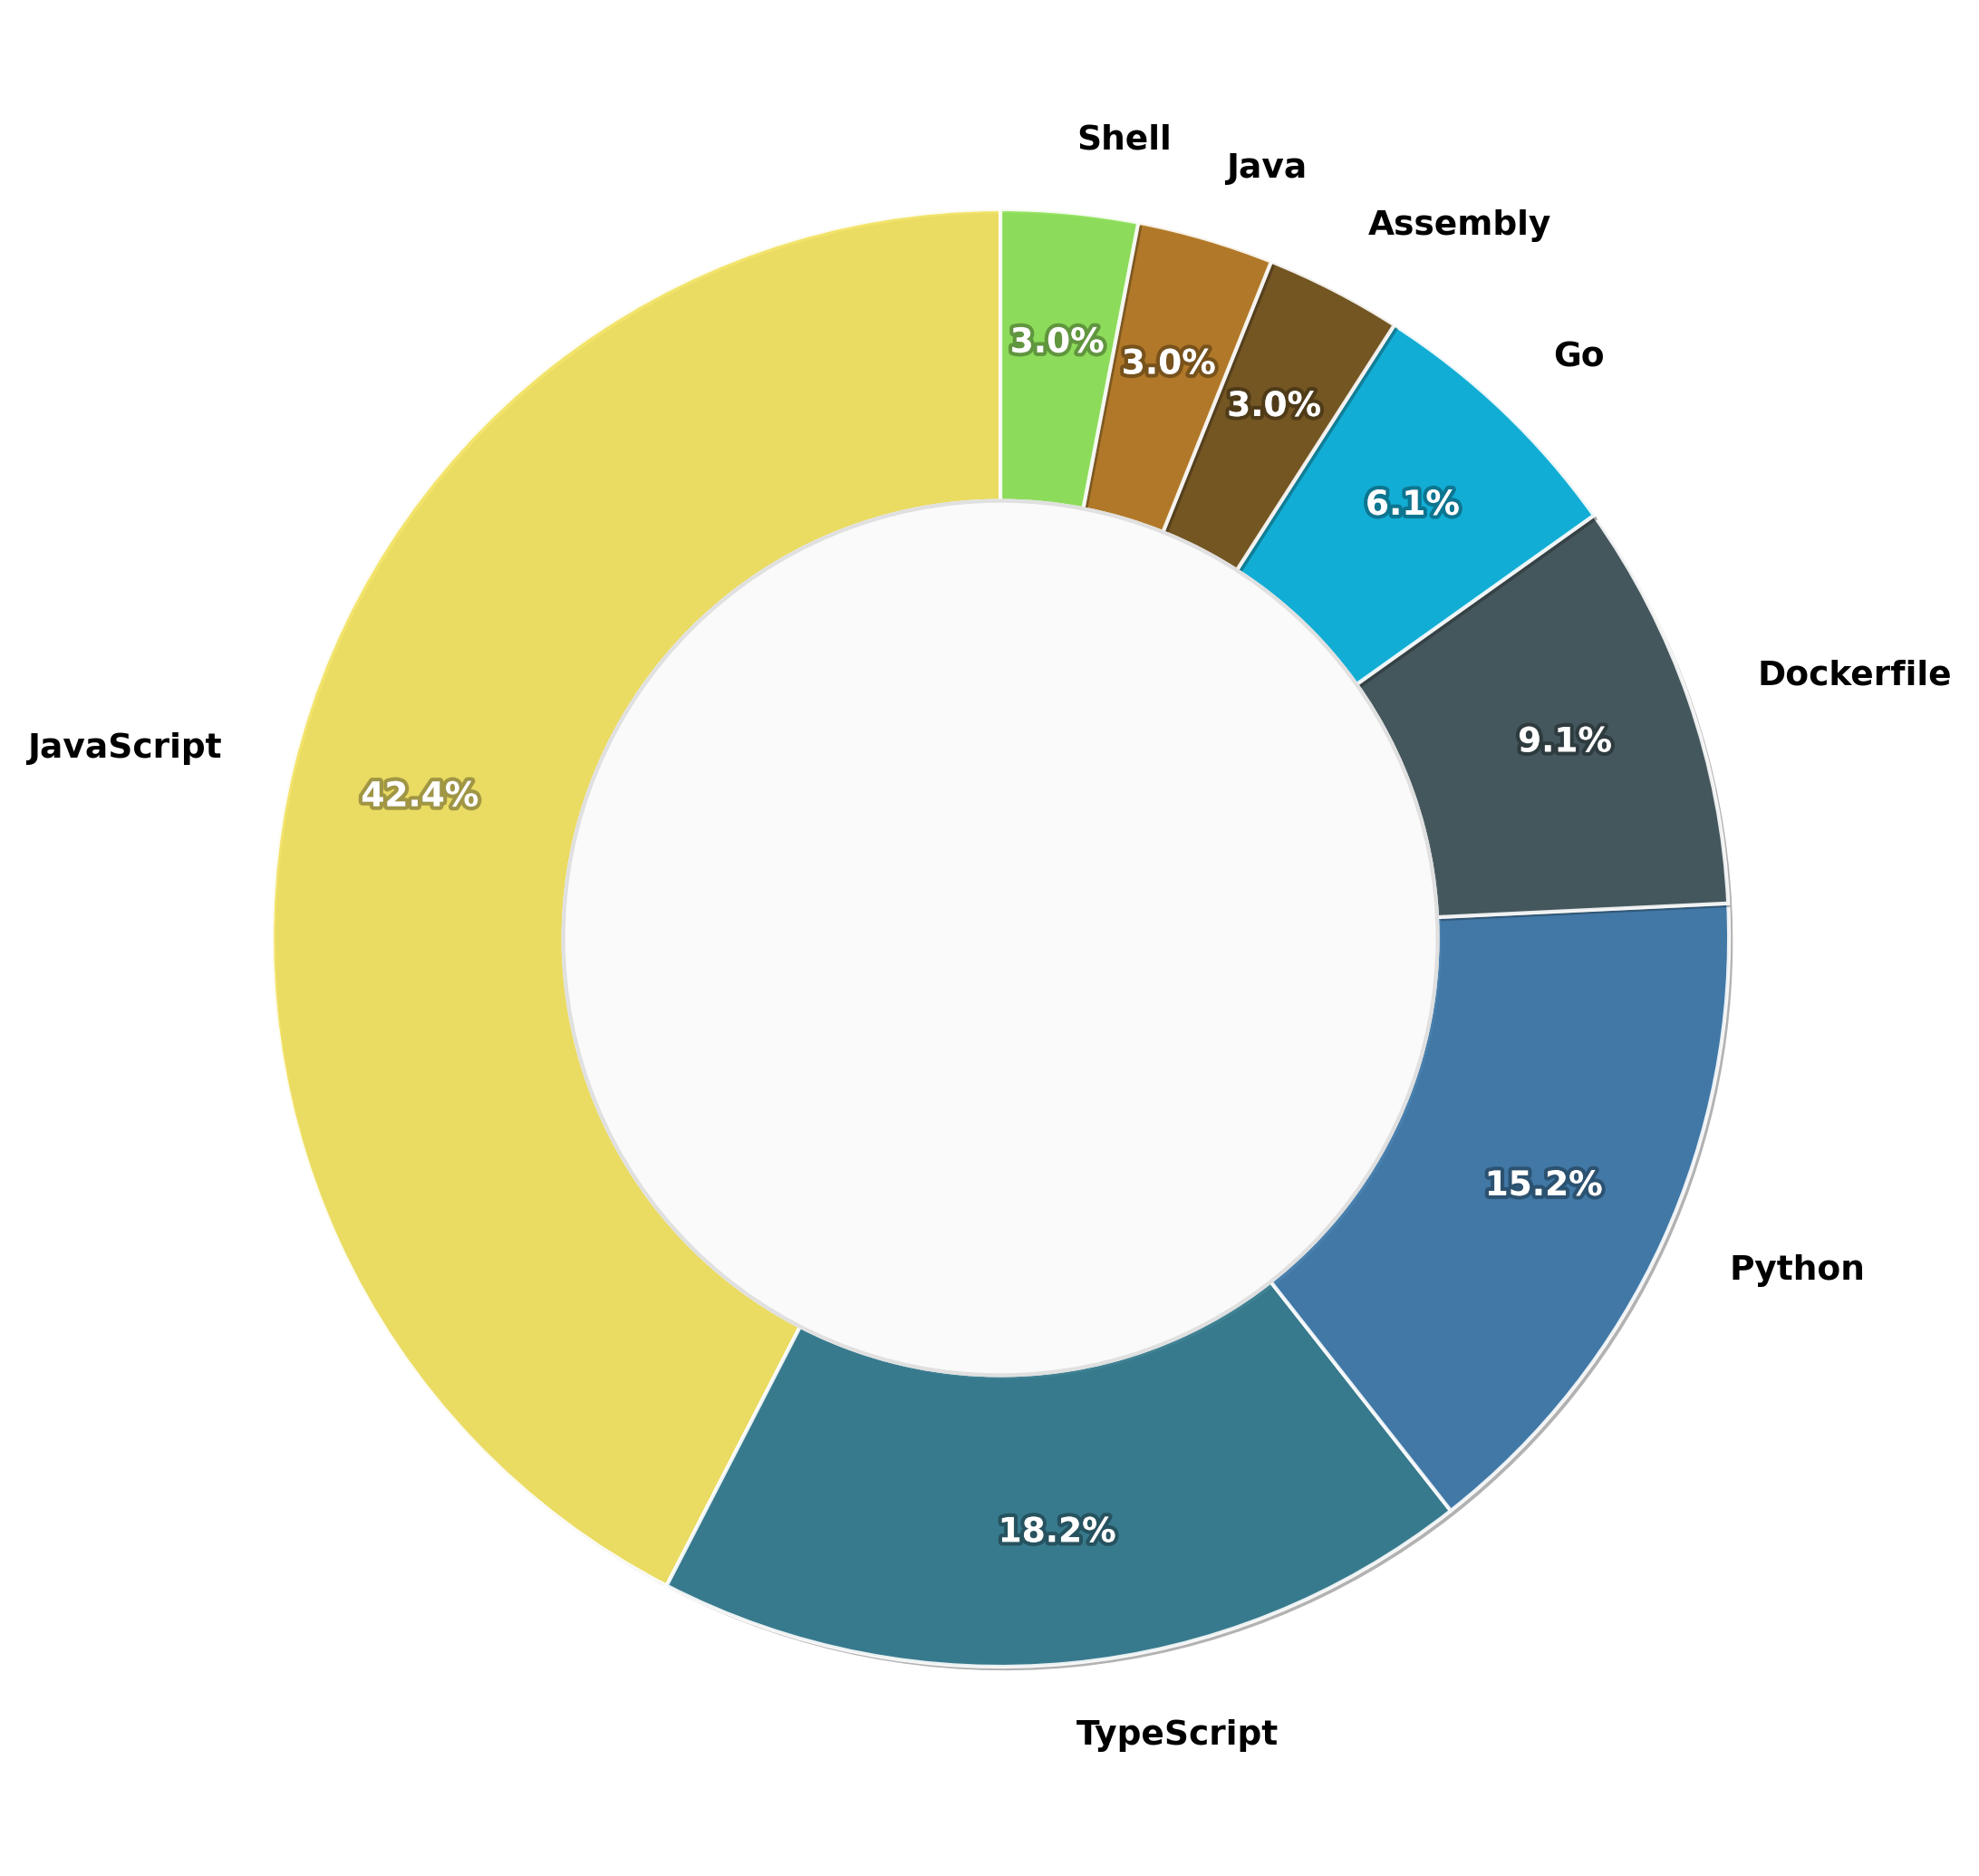 Shell
Java
Assembly
Go
Dockerfile
Python
TypeScript
JavaScript
3.0%
3.0%
3.0%
6.1%
9.1%
15.2%
18.2%
42.4%